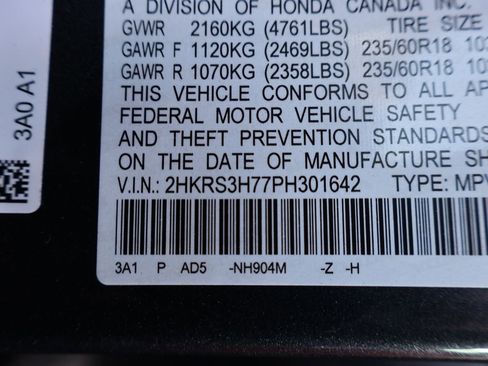 A DIVISION OF HONDA CANADA INC.
GVWR 2160KG (4761LBS) TIRE SIZE
GAWR F 1120KG (2469LBS) 235/60R18 10
GAWR R 1070KG (2358LBS) 235/60R18 10
THIS VEHICLE CONFORMS TO ALL AP
FEDERAL MOTOR VEHICLE SAFETY
AND THEFT PREVENTION STANDARDS
ON THE DATE OF MANUFACTURE SH
V.I.N.: 2HKRS3H77PH301642 TYPE: MPV
3A1 P AD5 -NH904M -Z -H
3A0 A1